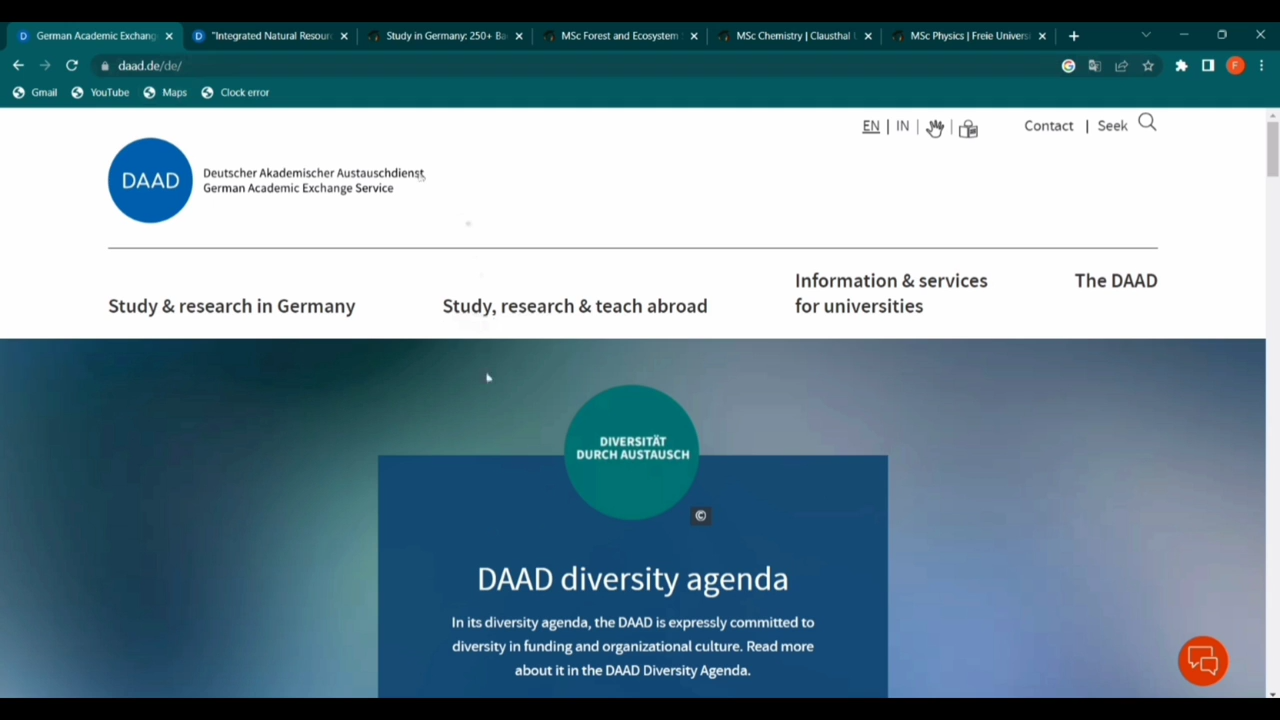 German Academic Exchang
"Integrated Natural Resour
Study in Germany: 250+ Ba
MSc Forest and Ecosystem
MSc Chemistry | Clausthal
MSc Physics | Freie Univers
daad.de/de/
F
Gmail
YouTube
Maps
Clock error
EN | IN |
Contact | Seek
DAAD
Deutscher Akademischer Austauschdienst
German Academic Exchange Service
Study & research in Germany
Study, research & teach abroad
Information & services
for universities
The DAAD
DIVERSITÄT
DURCH AUSTAUSCH
©
DAAD diversity agenda
In its diversity agenda, the DAAD is expressly committed to
diversity in funding and organizational culture. Read more
about it in the DAAD Diversity Agenda.